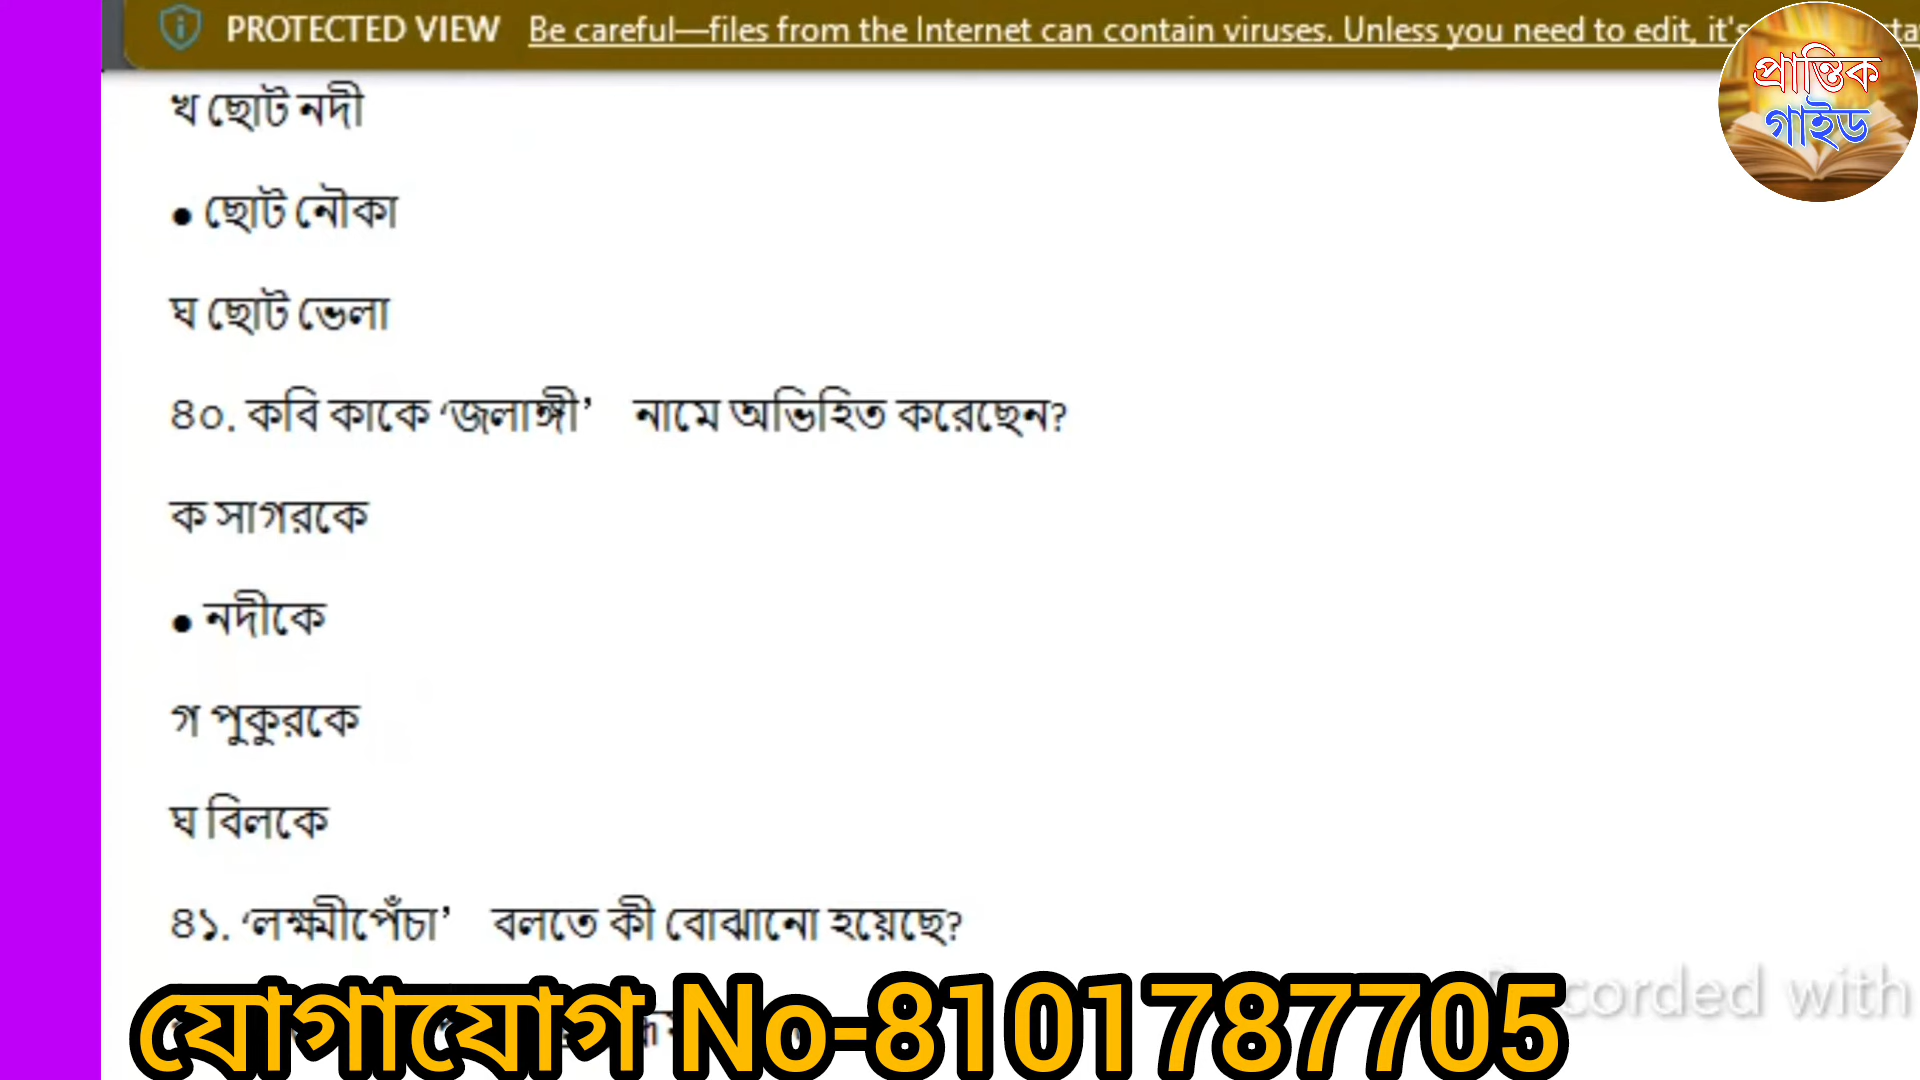 PROTECTED VIEW Be careful—files from the Internet can contain viruses. Unless you need to edit, it's
প্রান্তিক
গাইড
খ ছোট নদী
● ছোট নৌকা
ঘ ছোট ভেলা
৪০. কবি কাকে ‘জলাঙ্গী’ নামে অভিহিত করেছেন?
ক সাগরকে
● নদীকে
গ পুকুরকে
ঘ বিলকে
৪১. ‘লক্ষ্মীপেঁচা’ বলতে কী বোঝানো হয়েছে?
যোগাযোগ No-8101787705
with